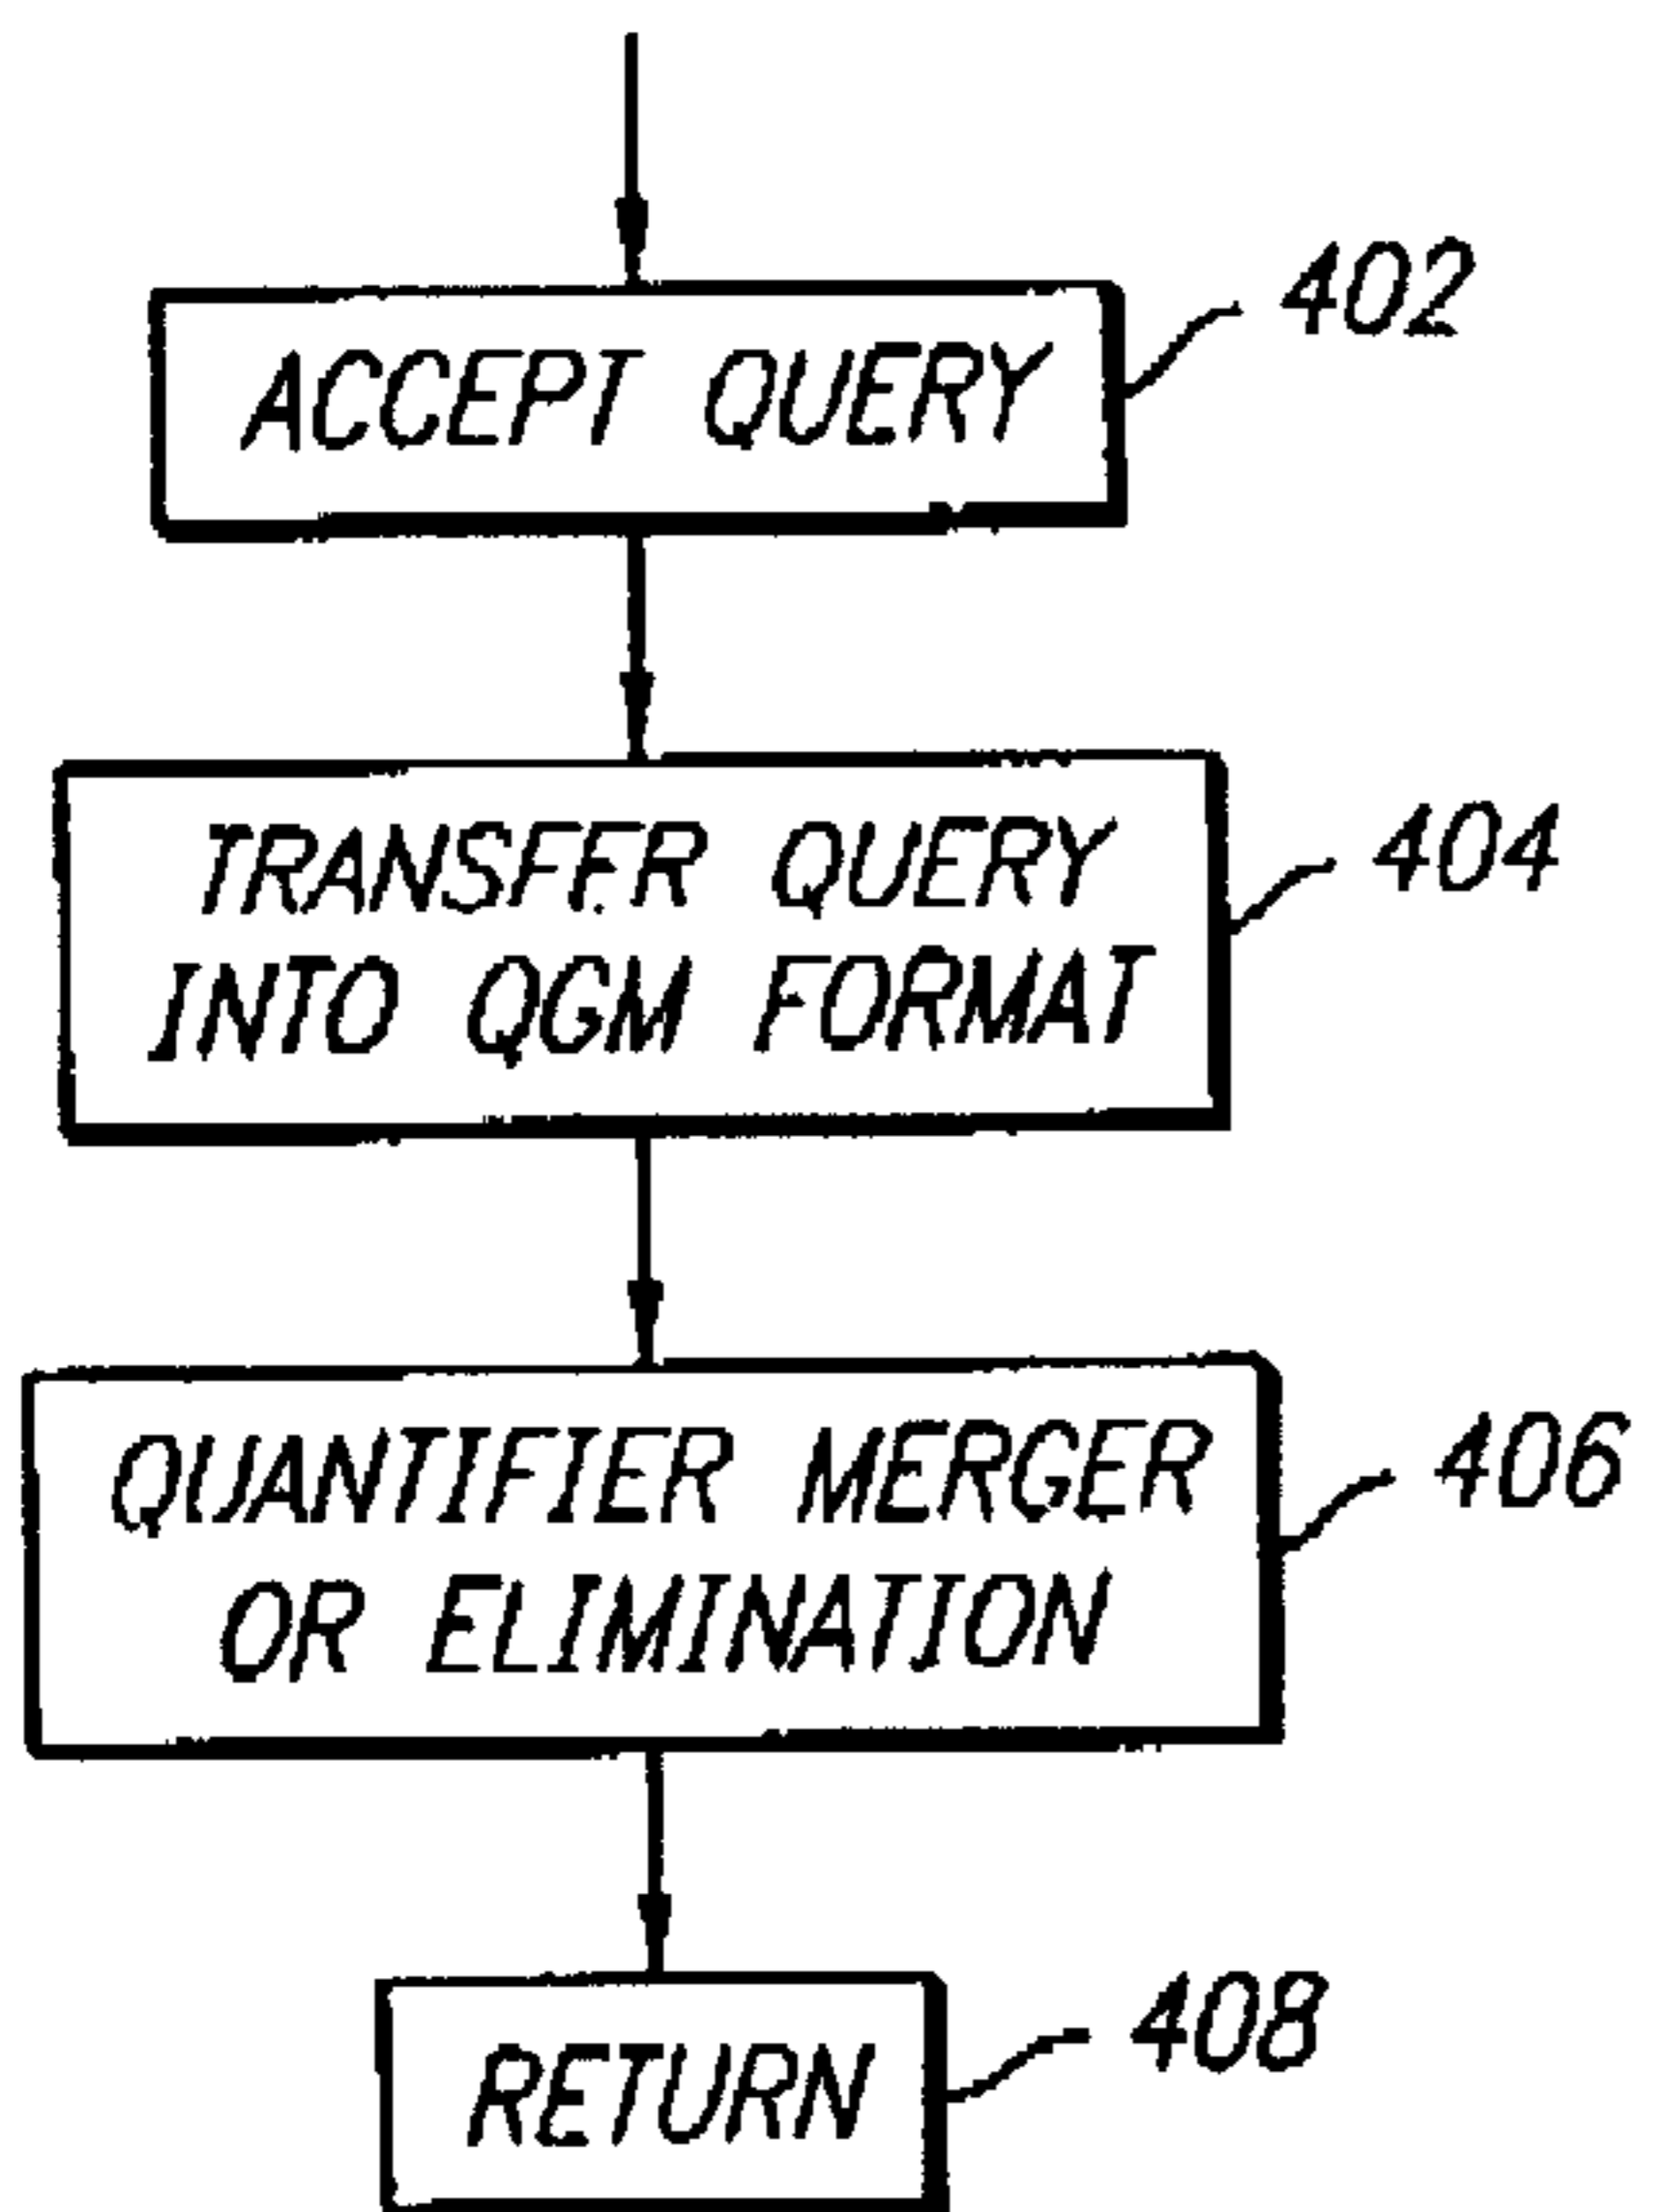 ACCEPT QUERY
402
TRANSFER QUERY
INTO QGM FORMAT
404
QUANTIFIER MERGER
OR ELIMINATION
406
RETURN
408